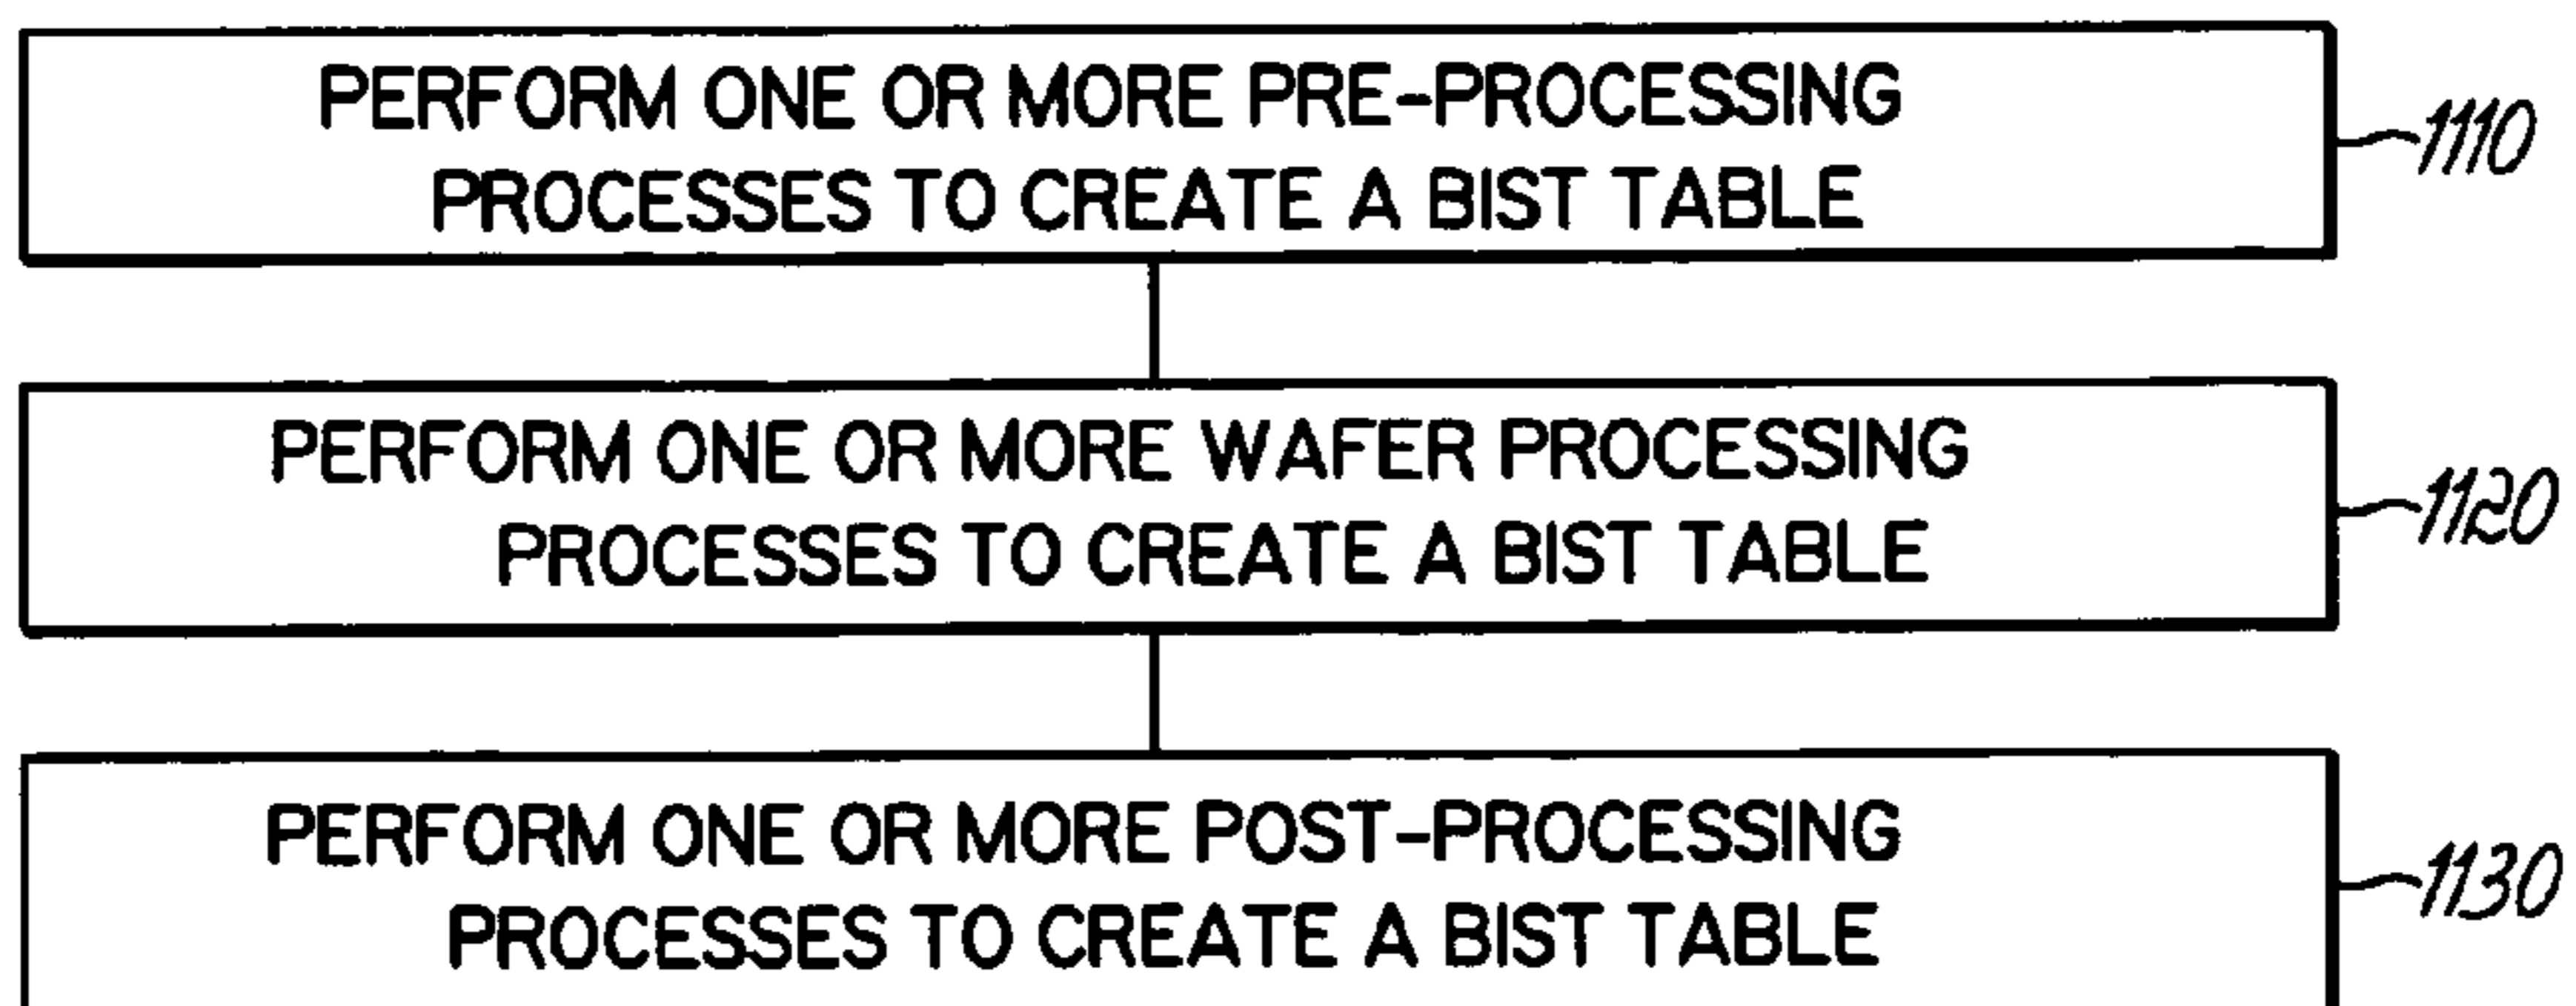 PERFORM ONE OR MORE PRE-PROCESSING
PROCESSES TO CREATE A BIST TABLE
1110
PERFORM ONE OR MORE WAFER PROCESSING
PROCESSES TO CREATE A BIST TABLE
1120
PERFORM ONE OR MORE POST-PROCESSING
PROCESSES TO CREATE A BIST TABLE
1130